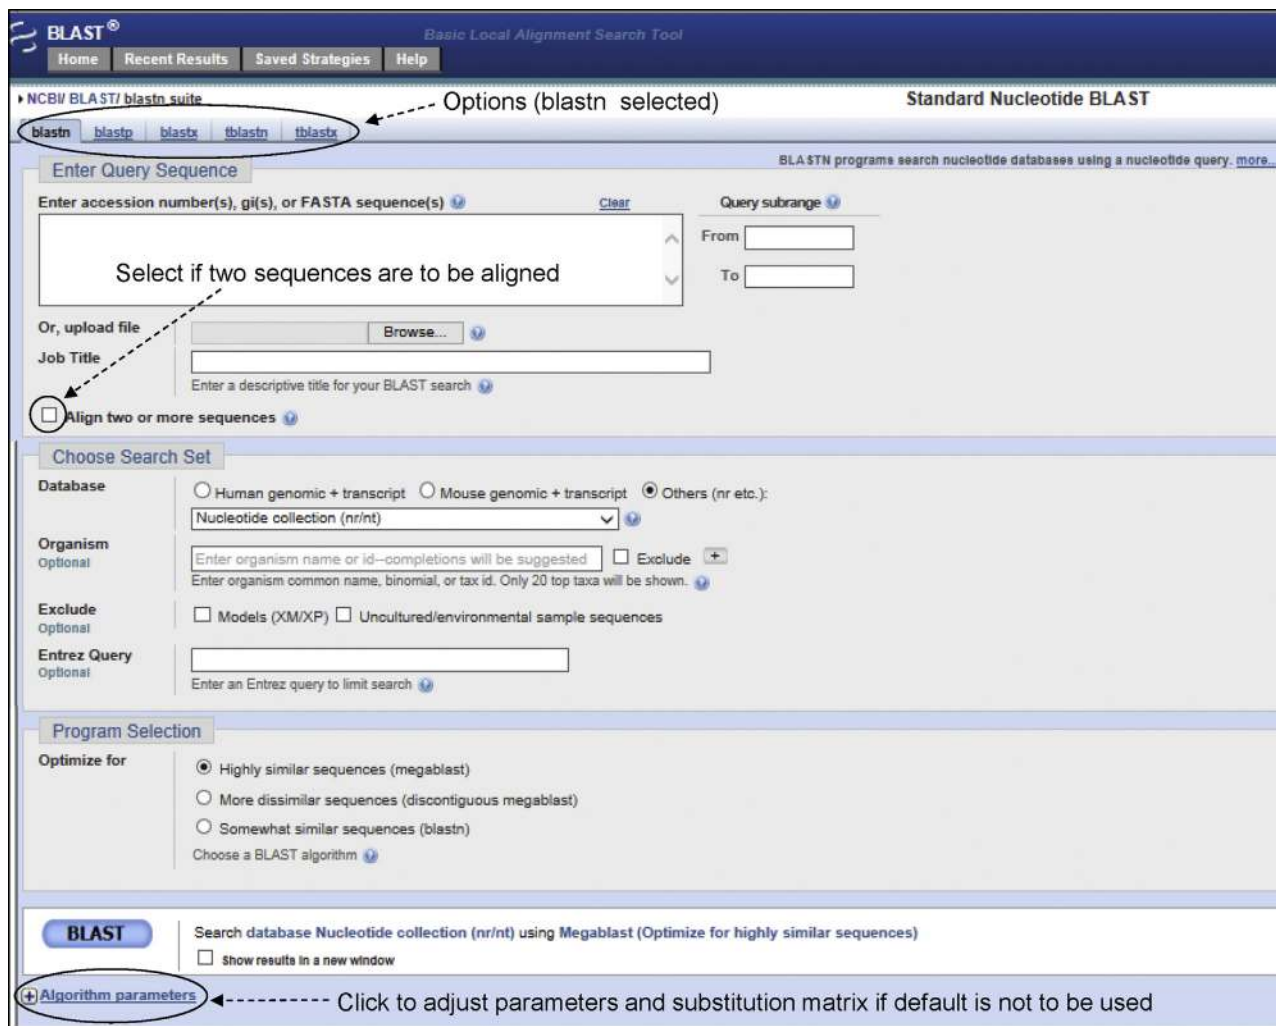 BLAST®
Basic Local Alignment Search Tool
Home Recent Results Saved Strategies Help
NCBI/ BLAST/ blastn suite
Options (blastn selected)
Standard Nucleotide BLAST
blastn blastp blastx tblastn tblastx
BLASTN programs search nucleotide databases using a nucleotide query. more...
Enter Query Sequence
Enter accession number(s), gi(s), or FASTA sequence(s) Clear Query subrange
From
Select if two sequences are to be aligned
To
Or, upload file Browse...
Job Title
Enter a descriptive title for your BLAST search
Align two or more sequences
Choose Search Set
Database
Human genomic + transcript Mouse genomic + transcript Others (nr etc.):
Nucleotide collection (nr/nt)
Organism
Optional
Enter organism name or id--completions will be suggested Exclude +
Enter organism common name, binomial, or tax id. Only 20 top taxa will be shown.
Exclude
Optional
Models (XM/XP) Uncultured/environmental sample sequences
Entrez Query
Optional
Enter an Entrez query to limit search
Program Selection
Optimize for
Highly similar sequences (megablast)
More dissimilar sequences (discontiguous megablast)
Somewhat similar sequences (blastn)
Choose a BLAST algorithm
BLAST
Search database Nucleotide collection (nr/nt) using Megablast (Optimize for highly similar sequences)
Show results in a new window
+ Algorithm parameters
Click to adjust parameters and substitution matrix if default is not to be used